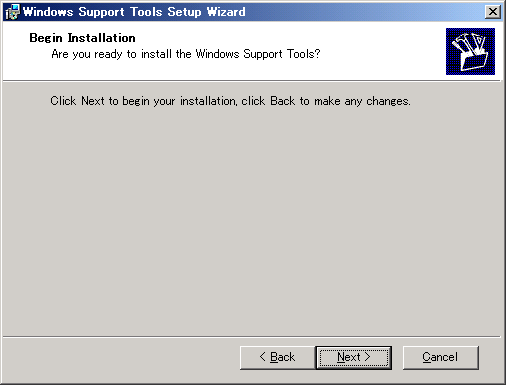 Windows Support Tools Setup Wizard
Begin Installation
Are you ready to install the Windows Support Tools?
Click Next to begin your installation, click Back to make any changes.
< Back Next > Cancel